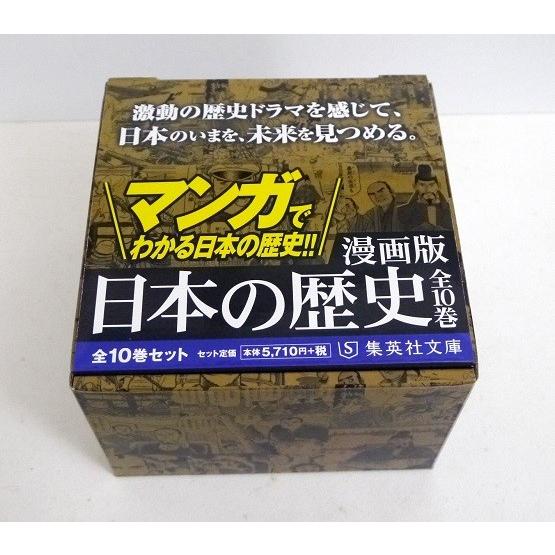 激動の歴史ドラマを感じて、
日本のいまを、未来を見つめる。
マンガで
わかる日本の歴史!!
漫画版
日本の歴史 全10巻
全10巻セット セット定価 本体5,710円+税 S 集英社文庫